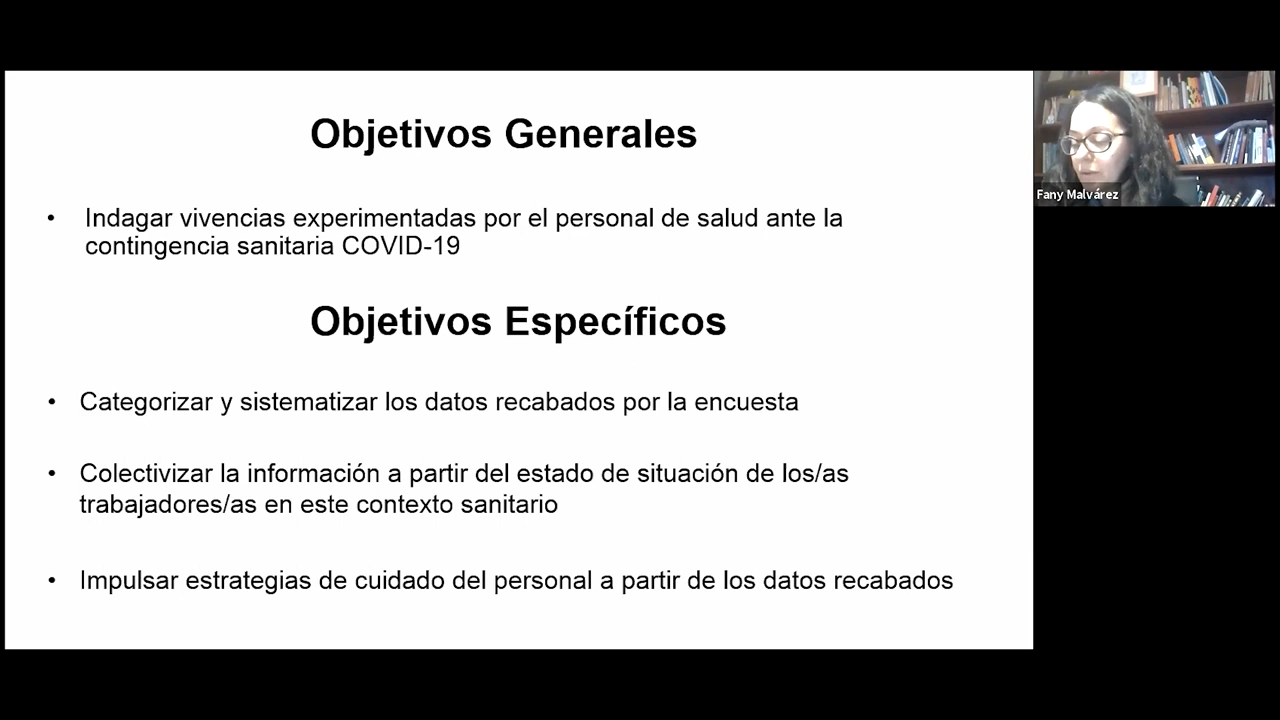 Objetivos Generales
• Indagar vivencias experimentadas por el personal de salud ante la
contingencia sanitaria COVID-19
Objetivos Específicos
• Categorizar y sistematizar los datos recabados por la encuesta
• Colectivizar la información a partir del estado de situación de los/as
trabajadores/as en este contexto sanitario
• Impulsar estrategias de cuidado del personal a partir de los datos recabados
Fany Malvárez